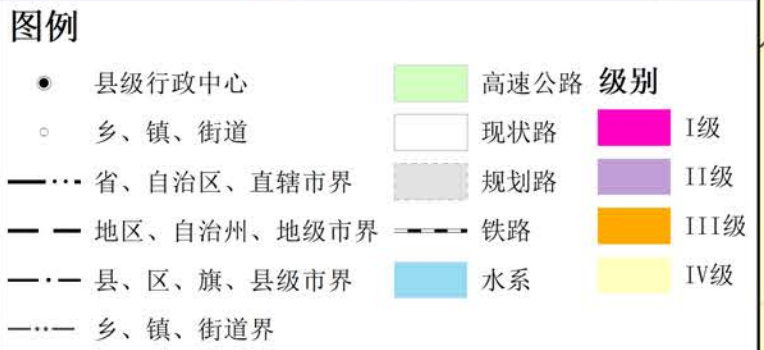 图例
县级行政中心
乡、镇、街道
省、自治区、直辖市界
地区、自治州、地级市界
县、区、旗、县级市界
乡、镇、街道界
高速公路
现状路
规划路
铁路
水系
级别
I级
II级
III级
IV级